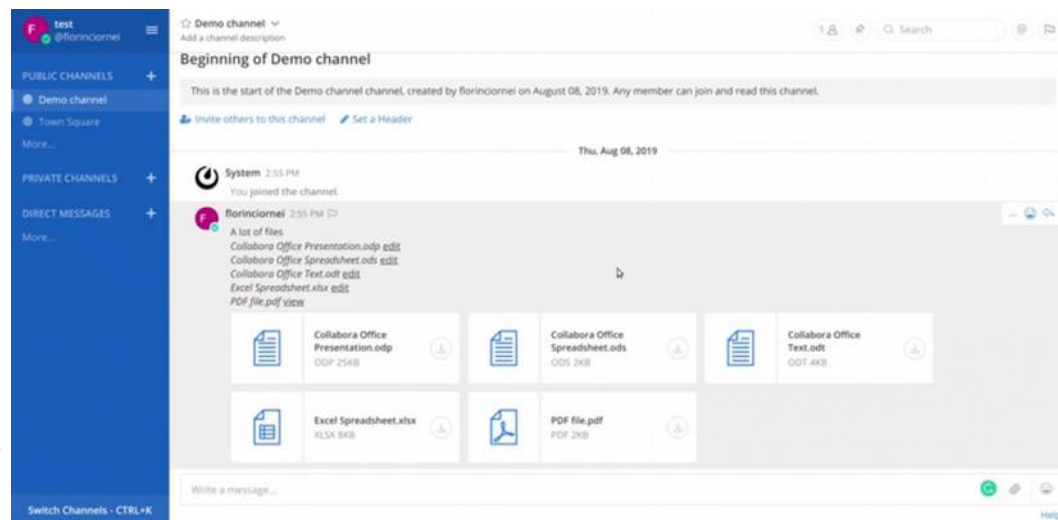 test
@florinciornei
PUBLIC CHANNELS +
Demo channel
Town Square
More...
PRIVATE CHANNELS +
DIRECT MESSAGES +
More...
Switch Channels - CTRL+K
Demo channel
Add a channel description
1
Search
@
Beginning of Demo channel
This is the start of the Demo channel channel, created by florinciornei on August 08, 2019. Any member can join and read this channel.
Invite others to this channel Set a Header
Thu, Aug 08, 2019
System 2:55 PM
You joined the channel.
F
florinciornei 2:55 PM
A lot of files
Collabora Office Presentation.odp edit
Collabora Office Spreadsheet.ods edit
Collabora Office Text.odt edit
Excel Spreadsheet.xlsx edit
PDF file.pdf view
Collabora Office
Presentation.odp
ODP 25KB
Collabora Office
Spreadsheet.ods
ODS 2KB
Collabora Office
Text.odt
ODT 4KB
Excel Spreadsheet.xlsx
XLSX 8KB
PDF file.pdf
PDF 2KB
Write a message...
Help